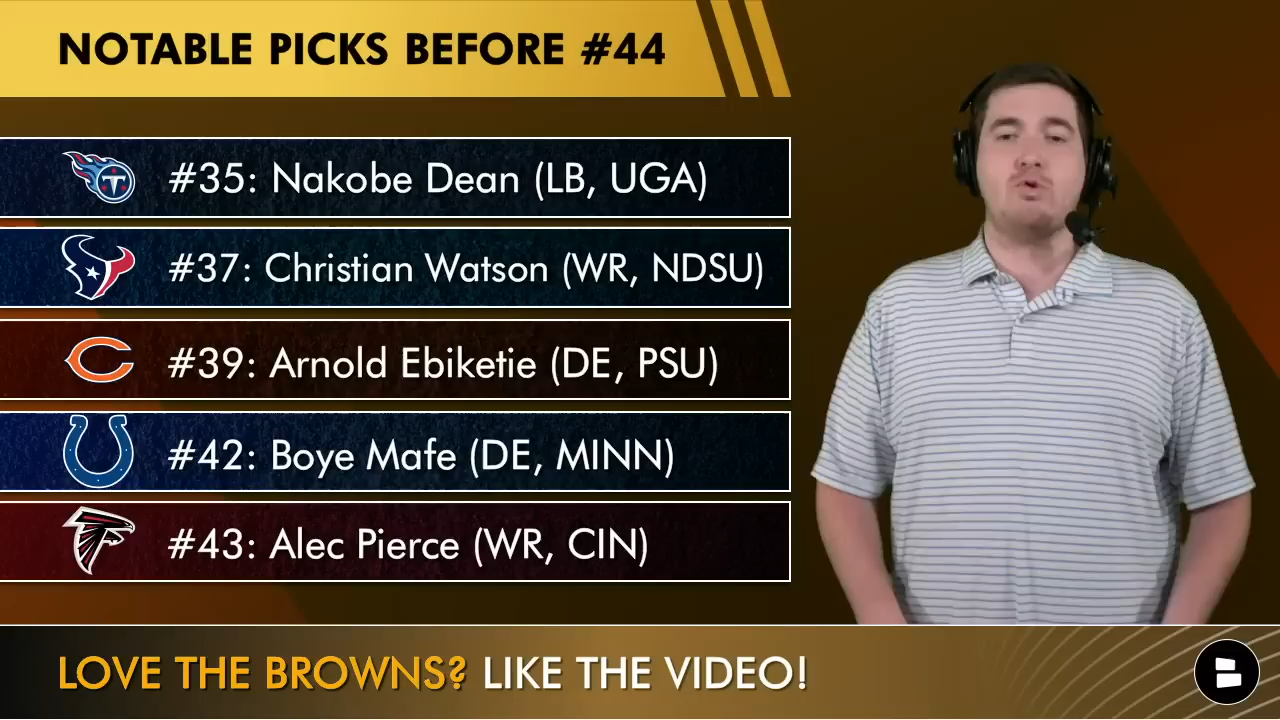 NOTABLE PICKS BEFORE #44
#35: Nakobe Dean (LB, UGA)
#37: Christian Watson (WR, NDSU)
#39: Arnold Ebiketie (DE, PSU)
#42: Boye Mafe (DE, MINN)
#43: Alec Pierce (WR, CIN)
LOVE THE BROWNS? LIKE THE VIDEO!